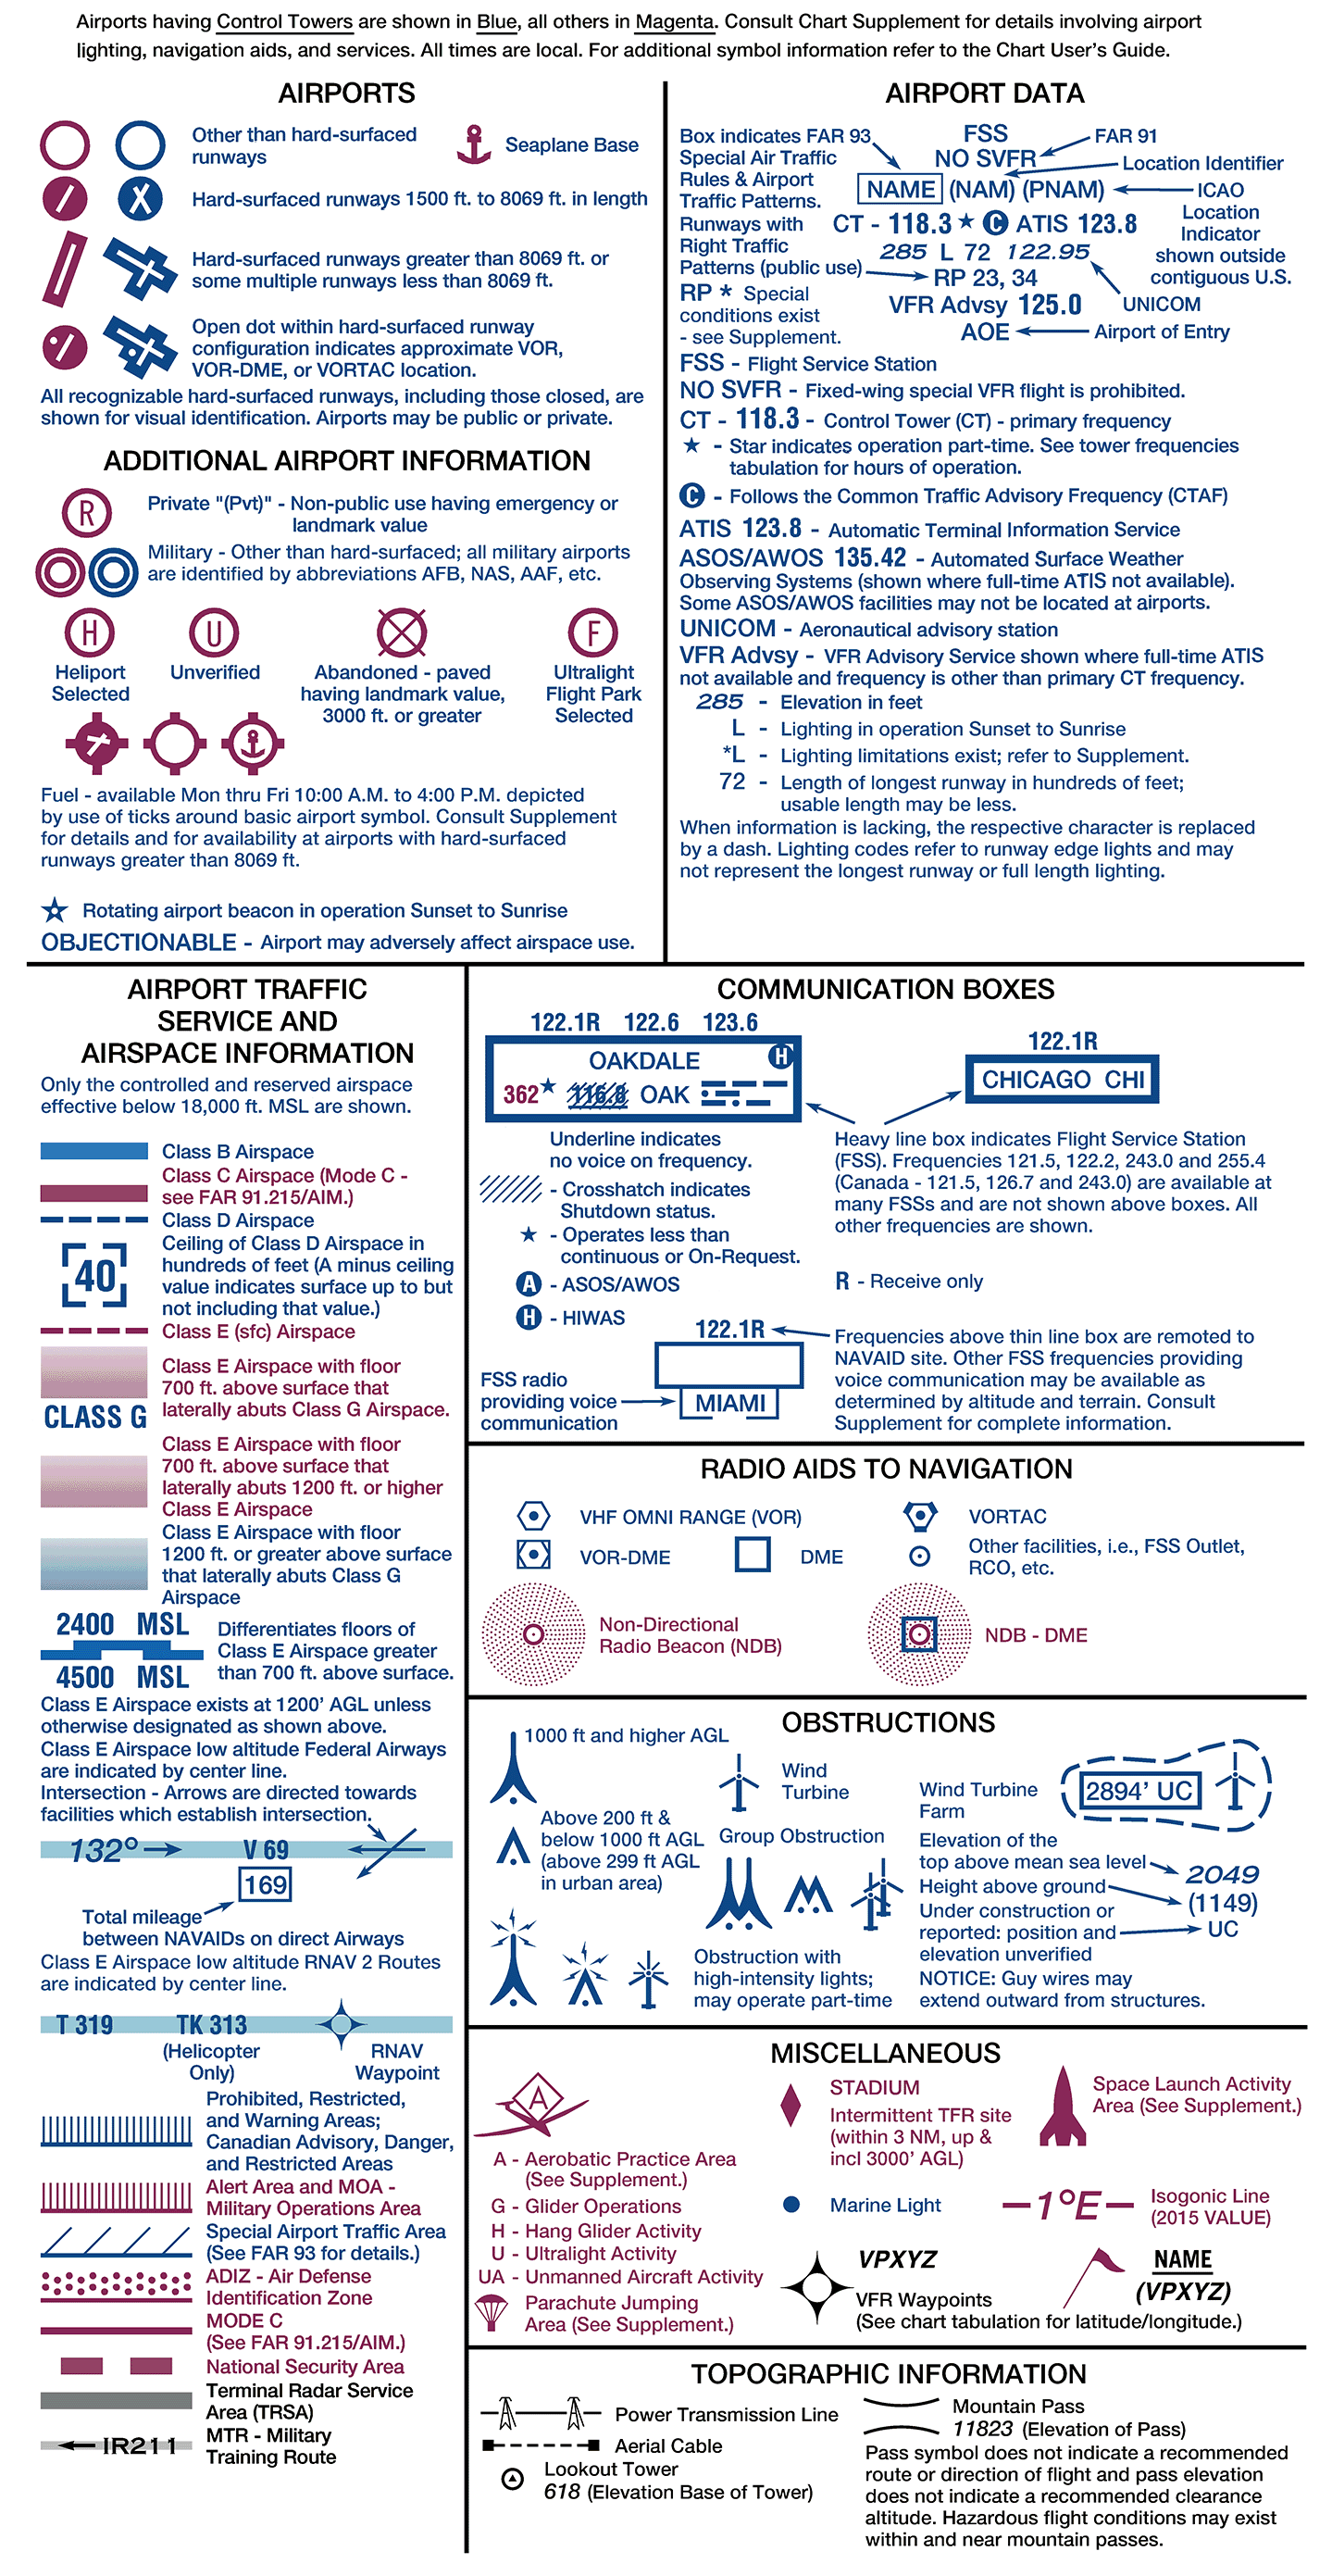 Airports having Control Towers are shown in Blue, all others in Magenta. Consult Chart Supplement for details involving airport
lighting, navigation aids, and services. All times are local. For additional symbol information refer to the Chart User's Guide.
AIRPORTS
Other than hard-surfaced
runways
Seaplane Base
Hard-surfaced runways 1500 ft. to 8069 ft. in length
Hard-surfaced runways greater than 8069 ft. or
some multiple runways less than 8069 ft.
Open dot within hard-surfaced runway
configuration indicates approximate VOR,
VOR-DME, or VORTAC location.
All recognizable hard-surfaced runways, including those closed, are
shown for visual identification. Airports may be public or private.
ADDITIONAL AIRPORT INFORMATION
R
Private "(Pvt)" - Non-public use having emergency or
landmark value
Military - Other than hard-surfaced; all military airports
are identified by abbreviations AFB, NAS, AAF, etc.
H
U
F
Heliport
Selected
Unverified
Abandoned - paved
having landmark value,
3000 ft. or greater
Ultralight
Flight Park
Selected
Fuel - available Mon thru Fri 10:00 A.M. to 4:00 P.M. depicted
by use of ticks around basic airport symbol. Consult Supplement
for details and for availability at airports with hard-surfaced
runways greater than 8069 ft.
Rotating airport beacon in operation Sunset to Sunrise
OBJECTIONABLE - Airport may adversely affect airspace use.
AIRPORT DATA
Box indicates FAR 93
Special Air Traffic
Rules & Airport
Traffic Patterns.
Runways with
Right Traffic
Patterns (public use)
RP * Special
conditions exist
- see Supplement.
FSS
NO SVFR
NAME (NAM) (PNAM)
CT - 118.3 ★ C ATIS 123.8
285 L 72 122.95
RP 23, 34
VFR Advsy 125.0
AOE
FAR 91
Location Identifier
ICAO
Location
Indicator
shown outside
contiguous U.S.
UNICOM
Airport of Entry
FSS - Flight Service Station
NO SVFR - Fixed-wing special VFR flight is prohibited.
CT - 118.3 - Control Tower (CT) - primary frequency
★ - Star indicates operation part-time. See tower frequencies
tabulation for hours of operation.
C - Follows the Common Traffic Advisory Frequency (CTAF)
ATIS 123.8 - Automatic Terminal Information Service
ASOS/AWOS 135.42 - Automated Surface Weather
Observing Systems (shown where full-time ATIS not available).
Some ASOS/AWOS facilities may not be located at airports.
UNICOM - Aeronautical advisory station
VFR Advsy - VFR Advisory Service shown where full-time ATIS
not available and frequency is other than primary CT frequency.
285 - Elevation in feet
L - Lighting in operation Sunset to Sunrise
*L - Lighting limitations exist; refer to Supplement.
72 - Length of longest runway in hundreds of feet;
usable length may be less.
When information is lacking, the respective character is replaced
by a dash. Lighting codes refer to runway edge lights and may
not represent the longest runway or full length lighting.
AIRPORT TRAFFIC
SERVICE AND
AIRSPACE INFORMATION
Only the controlled and reserved airspace
effective below 18,000 ft. MSL are shown.
Class B Airspace
Class C Airspace (Mode C -
see FAR 91.215/AIM.)
Class D Airspace
40
Ceiling of Class D Airspace in
hundreds of feet (A minus ceiling
value indicates surface up to but
not including that value.)
Class E (sfc) Airspace
Class E Airspace with floor
700 ft. above surface that
laterally abuts Class G Airspace.
CLASS G
Class E Airspace with floor
700 ft. above surface that
laterally abuts 1200 ft. or higher
Class E Airspace
Class E Airspace with floor
1200 ft. or greater above surface
that laterally abuts Class G
Airspace
2400 MSL
4500 MSL
Differentiates floors of
Class E Airspace greater
than 700 ft. above surface.
Class E Airspace exists at 1200' AGL unless
otherwise designated as shown above.
Class E Airspace low altitude Federal Airways
are indicated by center line.
Intersection - Arrows are directed towards
facilities which establish intersection.
132°
V 69
169
Total mileage
between NAVAIDs on direct Airways
Class E Airspace low altitude RNAV 2 Routes
are indicated by center line.
T 319
TK 313
(Helicopter
Only)
RNAV
Waypoint
Prohibited, Restricted,
and Warning Areas;
Canadian Advisory, Danger,
and Restricted Areas
Alert Area and MOA -
Military Operations Area
Special Airport Traffic Area
(See FAR 93 for details.)
ADIZ - Air Defense
Identification Zone
MODE C
(See FAR 91.215/AIM.)
National Security Area
Terminal Radar Service
Area (TRSA)
IR211
MTR - Military
Training Route
COMMUNICATION BOXES
122.1R 122.6 123.6
OAKDALE
H
362★ 116.8 OAK
122.1R
CHICAGO CHI
Underline indicates
no voice on frequency.
- Crosshatch indicates
Shutdown status.
★ - Operates less than
continuous or On-Request.
A - ASOS/AWOS
H - HIWAS
Heavy line box indicates Flight Service Station
(FSS). Frequencies 121.5, 122.2, 243.0 and 255.4
(Canada - 121.5, 126.7 and 243.0) are available at
many FSSs and are not shown above boxes. All
other frequencies are shown.
R - Receive only
122.1R
FSS radio
providing voice
communication
MIAMI
Frequencies above thin line box are remoted to
NAVAID site. Other FSS frequencies providing
voice communication may be available as
determined by altitude and terrain. Consult
Supplement for complete information.
RADIO AIDS TO NAVIGATION
VHF OMNI RANGE (VOR)
VORTAC
VOR-DME
DME
Other facilities, i.e., FSS Outlet,
RCO, etc.
Non-Directional
Radio Beacon (NDB)
NDB - DME
OBSTRUCTIONS
1000 ft and higher AGL
Above 200 ft &
below 1000 ft AGL
(above 299 ft AGL
in urban area)
Wind
Turbine
Group Obstruction
Obstruction with
high-intensity lights;
may operate part-time
Wind Turbine
Farm
2894' UC
Elevation of the
top above mean sea level
2049
Height above ground
(1149)
Under construction or
reported: position and
elevation unverified
UC
NOTICE: Guy wires may
extend outward from structures.
MISCELLANEOUS
A
A - Aerobatic Practice Area
(See Supplement.)
G - Glider Operations
H - Hang Glider Activity
U - Ultralight Activity
UA - Unmanned Aircraft Activity
Parachute Jumping
Area (See Supplement.)
STADIUM
Intermittent TFR site
(within 3 NM, up &
incl 3000' AGL)
Space Launch Activity
Area (See Supplement.)
Marine Light
1°E
Isogonic Line
(2015 VALUE)
VPXYZ
NAME
(VPXYZ)
VFR Waypoints
(See chart tabulation for latitude/longitude.)
TOPOGRAPHIC INFORMATION
Power Transmission Line
Aerial Cable
Lookout Tower
618 (Elevation Base of Tower)
Mountain Pass
11823 (Elevation of Pass)
Pass symbol does not indicate a recommended
route or direction of flight and pass elevation
does not indicate a recommended clearance
altitude. Hazardous flight conditions may exist
within and near mountain passes.